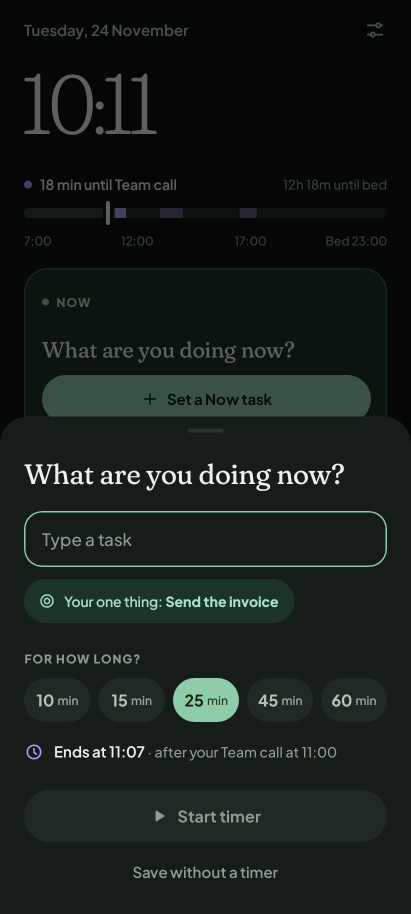 Tuesday, 24 November
10:11
18 min until Team call
12h 18m until bed
7:00 12:00 17:00 Bed 23:00
NOW
What are you doing now?
Set a Now task
What are you doing now?
Type a task
Your one thing: Send the invoice
FOR HOW LONG?
10 min 15 min 25 min 45 min 60 min
Ends at 11:07 · after your Team call at 11:00
Start timer
Save without a timer